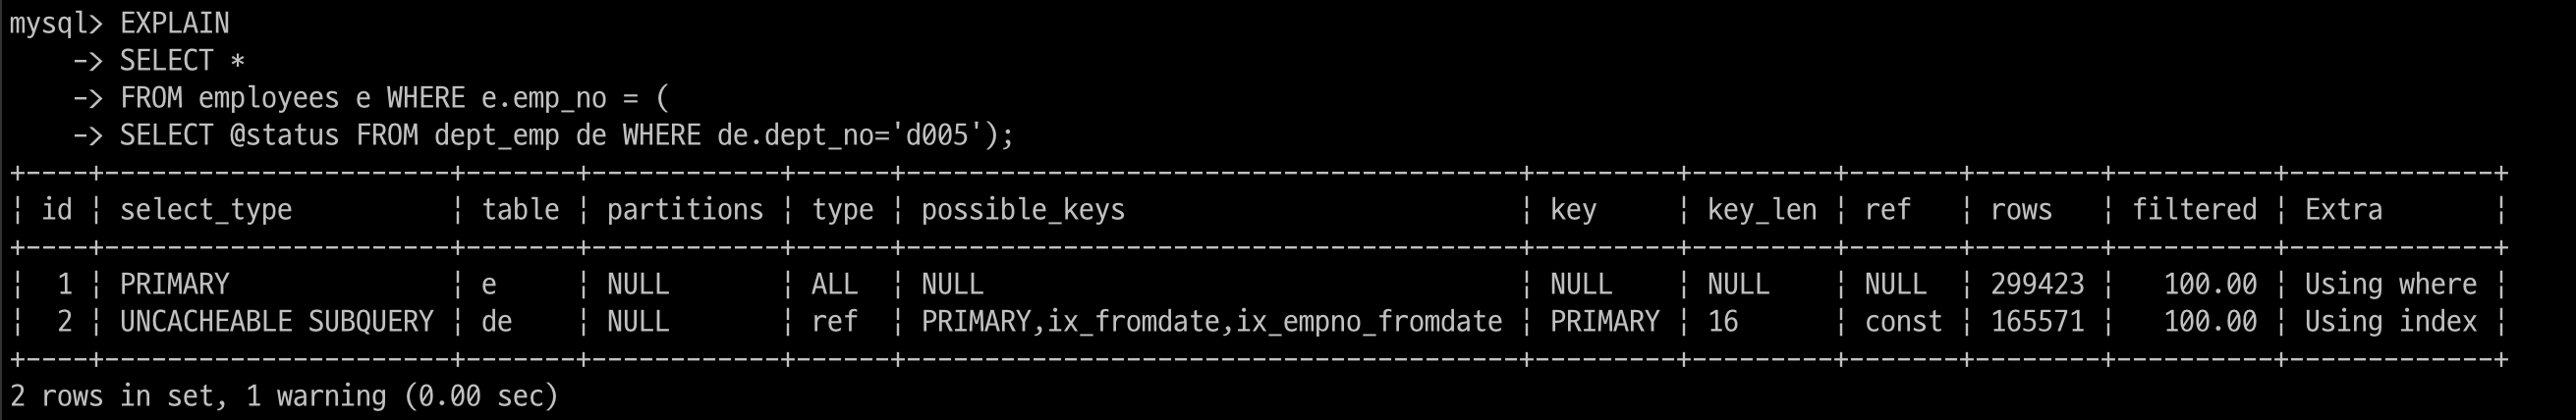 mysql> EXPLAIN
    -> SELECT *
    -> FROM employees e WHERE e.emp_no = (
    -> SELECT @status FROM dept_emp de WHERE de.dept_no='d005');
+----+----------------------+-------+------------+------+---------------------------------------+---------+---------+-------+--------+----------+-------------+
¦ id ¦ select_type          ¦ table ¦ partitions ¦ type ¦ possible_keys                         ¦ key     ¦ key_len ¦ ref   ¦ rows   ¦ filtered ¦ Extra       ¦
+----+----------------------+-------+------------+------+---------------------------------------+---------+---------+-------+--------+----------+-------------+
¦  1 ¦ PRIMARY              ¦ e     ¦ NULL       ¦ ALL  ¦ NULL                                  ¦ NULL    ¦ NULL    ¦ NULL  ¦ 299423 ¦   100.00 ¦ Using where ¦
¦  2 ¦ UNCACHEABLE SUBQUERY ¦ de    ¦ NULL       ¦ ref  ¦ PRIMARY,ix_fromdate,ix_empno_fromdate ¦ PRIMARY ¦ 16      ¦ const ¦ 165571 ¦   100.00 ¦ Using index ¦
+----+----------------------+-------+------------+------+---------------------------------------+---------+---------+-------+--------+----------+-------------+
2 rows in set, 1 warning (0.00 sec)